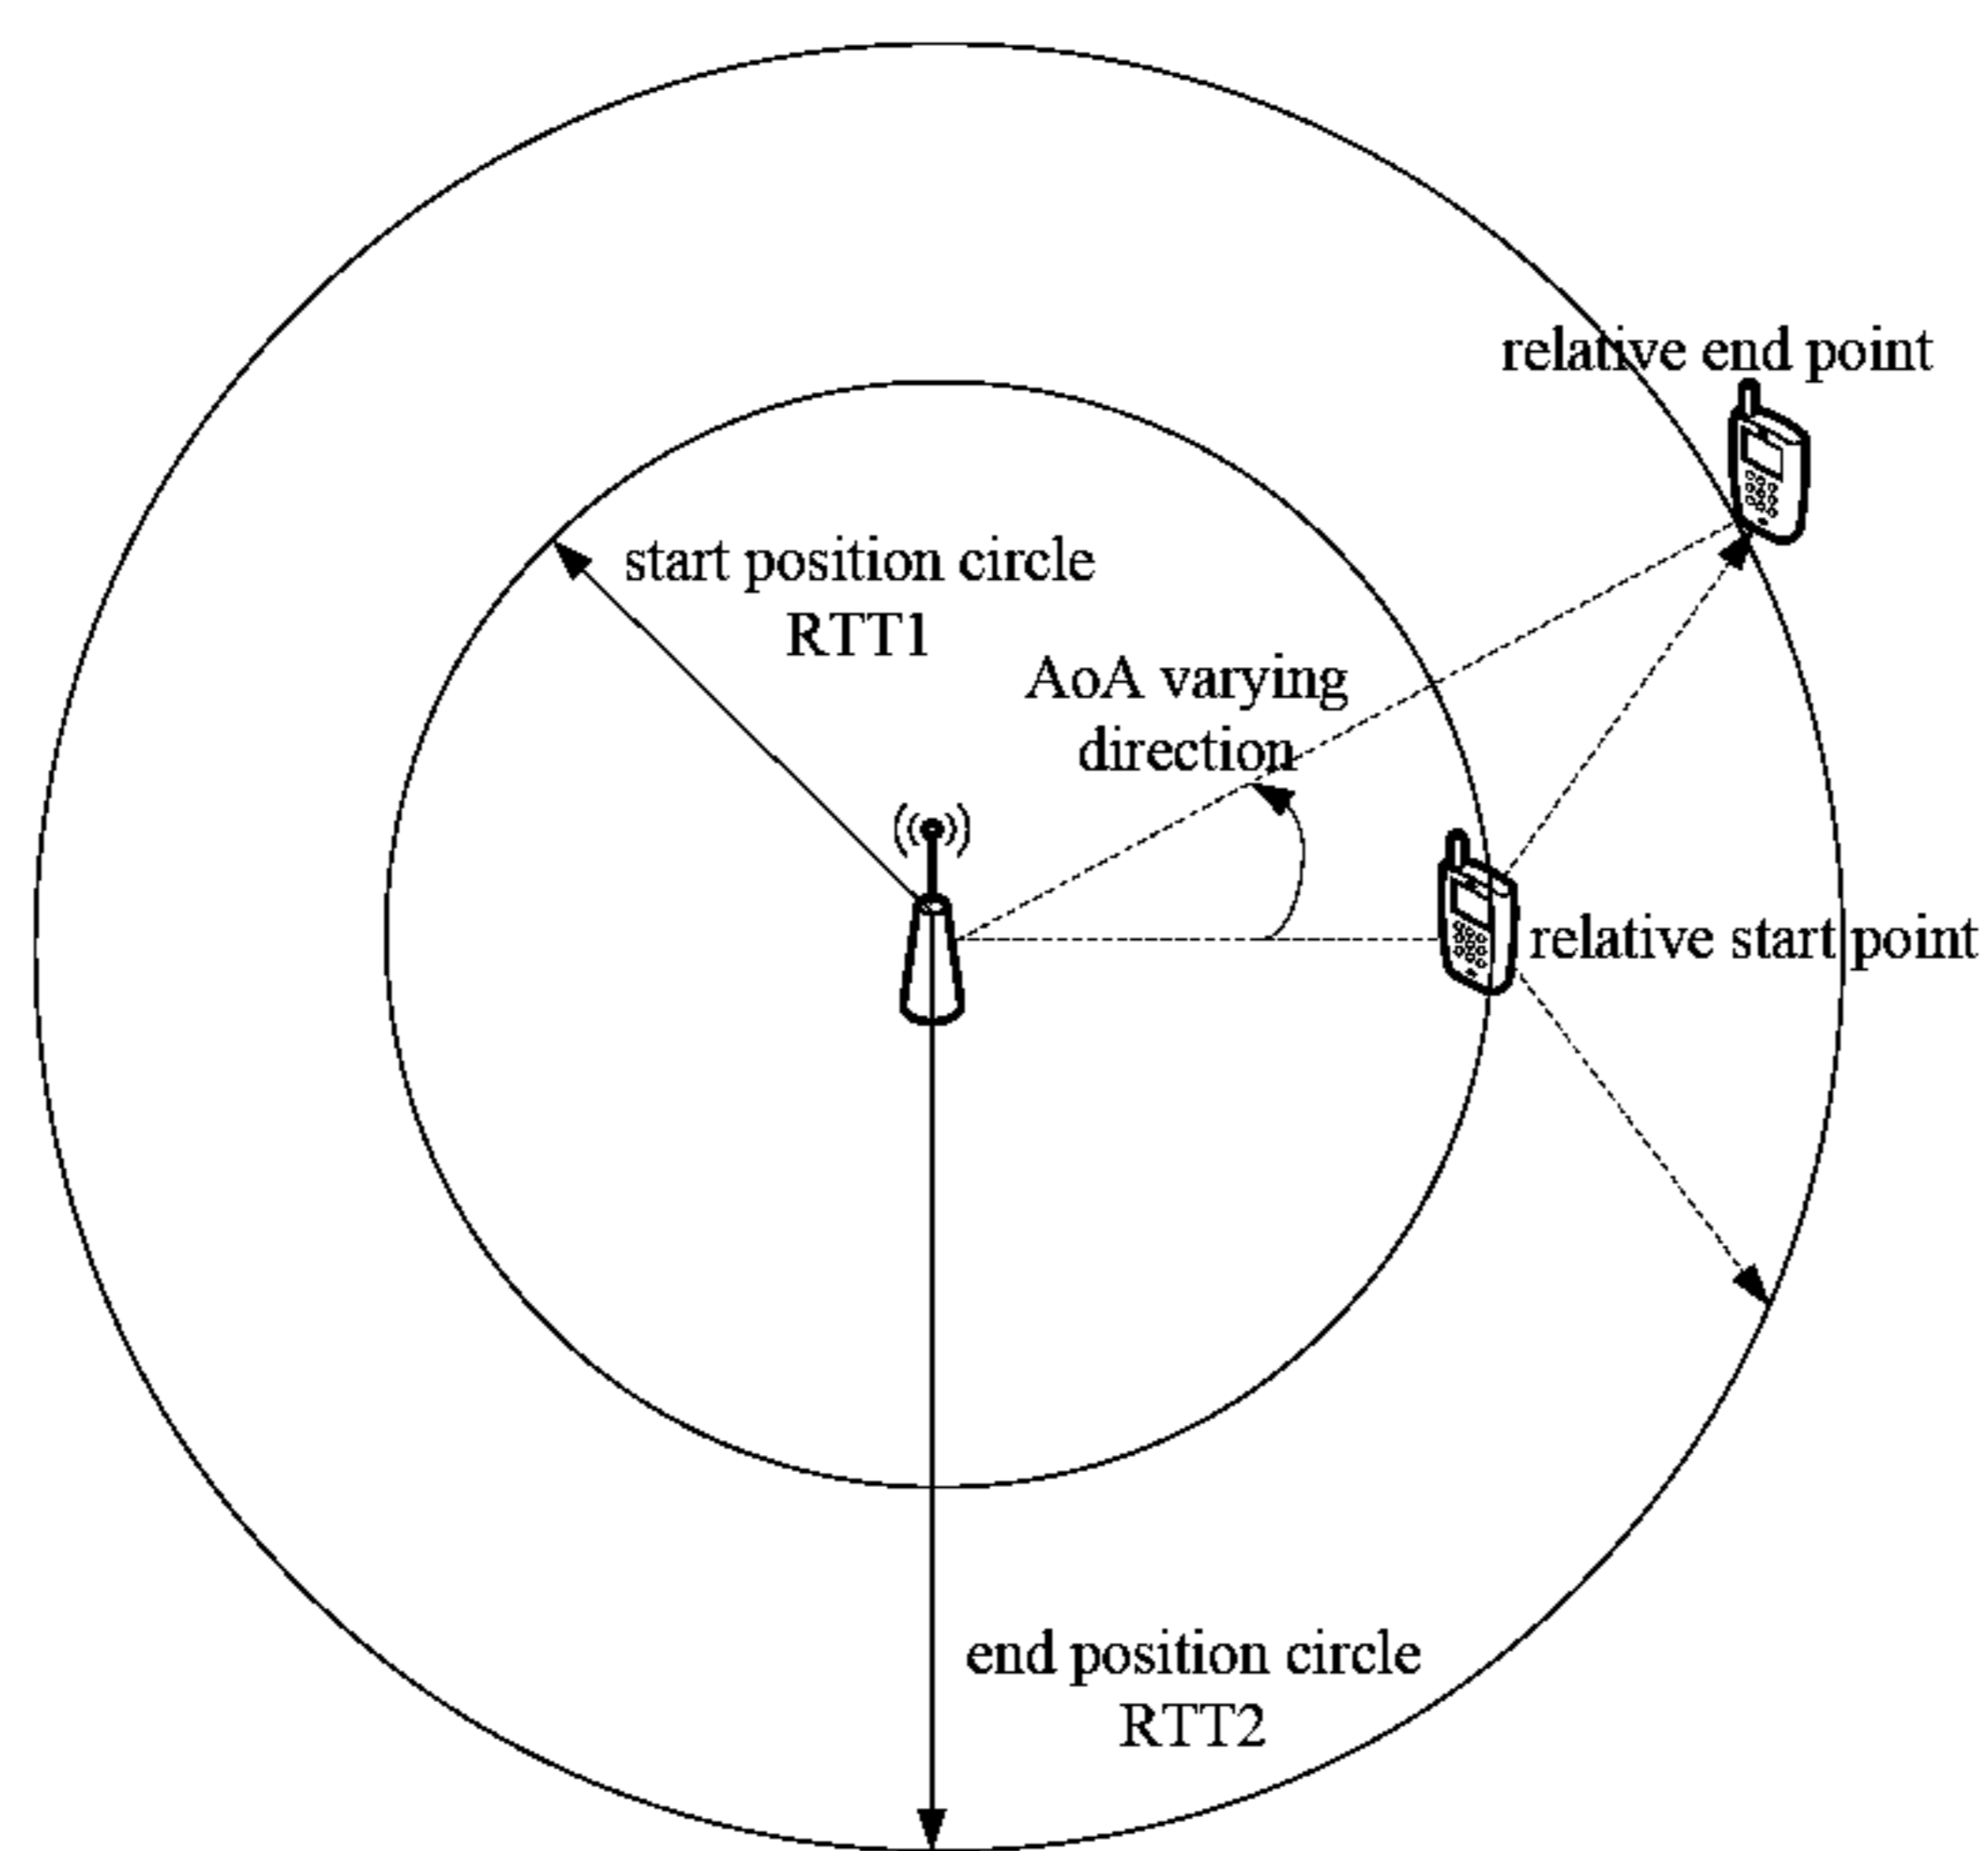 relative end point
start position circle
RTT1
AoA varying
direction
relative start point
end position circle
RTT2